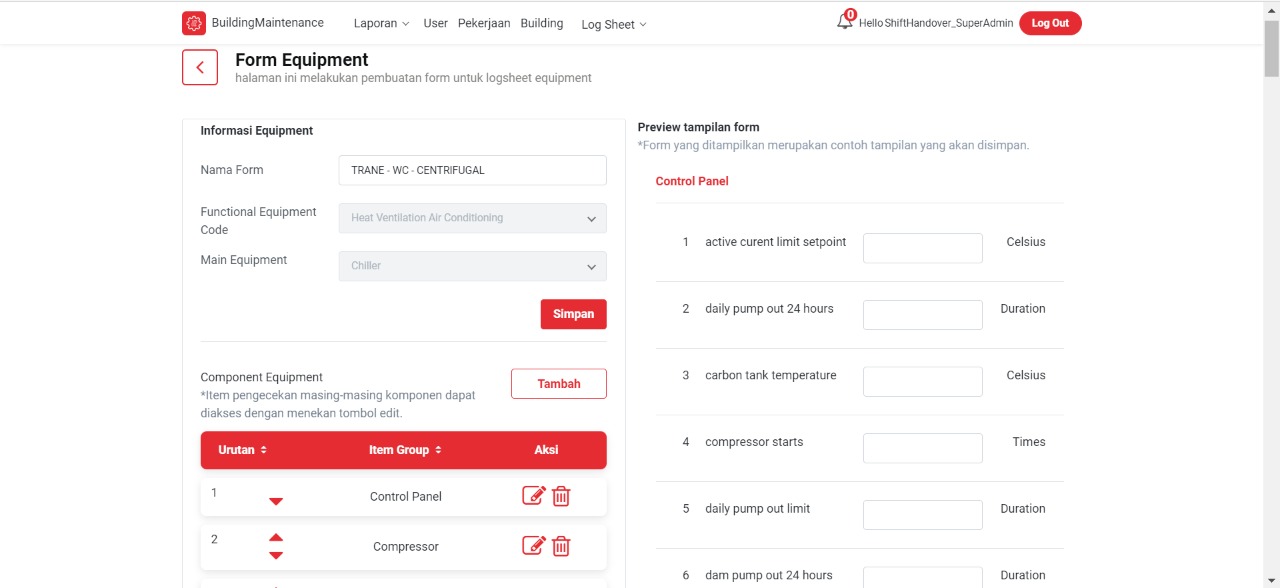 BuildingMaintenance Laporan User Pekerjaan Building Log Sheet 0 Hello ShiftHandover_SuperAdmin Log Out
Form Equipment
halaman ini melakukan pembuatan form untuk logsheet equipment
Informasi Equipment
Nama Form TRANE - WC - CENTRIFUGAL
Functional Equipment
Code
Heat Ventilation Air Conditioning
Main Equipment Chiller
Simpan
Component Equipment
*Item pengecekan masing-masing komponen dapat
diakses dengan menekan tombol edit.
Tambah
Urutan Item Group Aksi
1 Control Panel
2 Compressor
Preview tampilan form
*Form yang ditampilkan merupakan contoh tampilan yang akan disimpan.
Control Panel
1 active curent limit setpoint Celsius
2 daily pump out 24 hours Duration
3 carbon tank temperature Celsius
4 compressor starts Times
5 daily pump out limit Duration
6 dam pump out 24 hours Duration